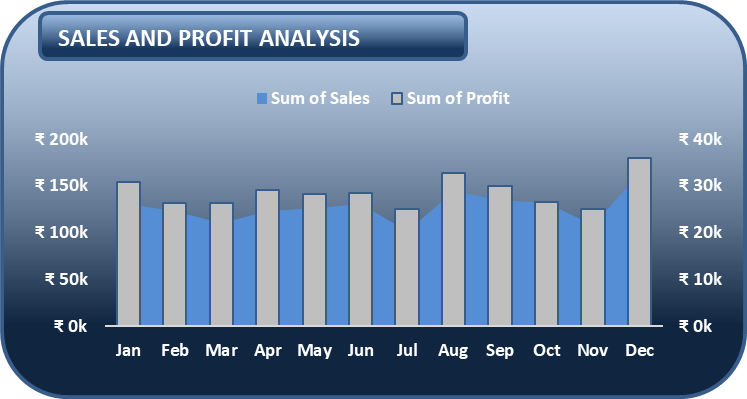 SALES AND PROFIT ANALYSIS
Sum of Sales Sum of Profit
₹ 200k ₹ 40k
₹ 150k ₹ 30k
₹ 100k ₹ 20k
₹ 50k ₹ 10k
₹ 0k ₹ 0k
Jan Feb Mar Apr May Jun Jul Aug Sep Oct Nov Dec